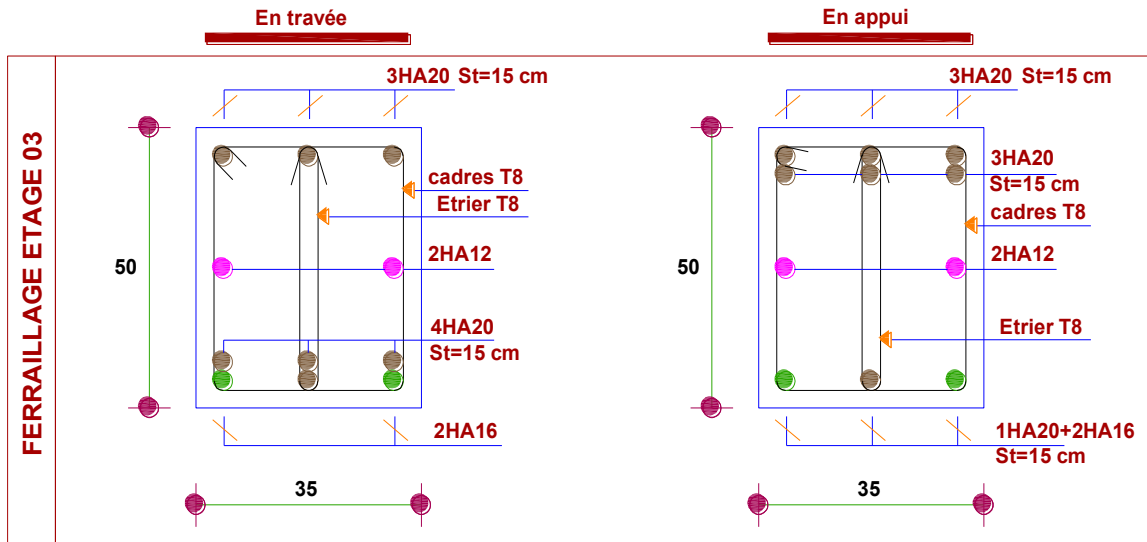 En travée
En appui
FERRAILLAGE ETAGE 03
3HA20 St=15 cm
cadres T8
Etrier T8
50
2HA12
4HA20
St=15 cm
2HA16
35
3HA20 St=15 cm
3HA20
St=15 cm
cadres T8
50
2HA12
Etrier T8
1HA20+2HA16
St=15 cm
35